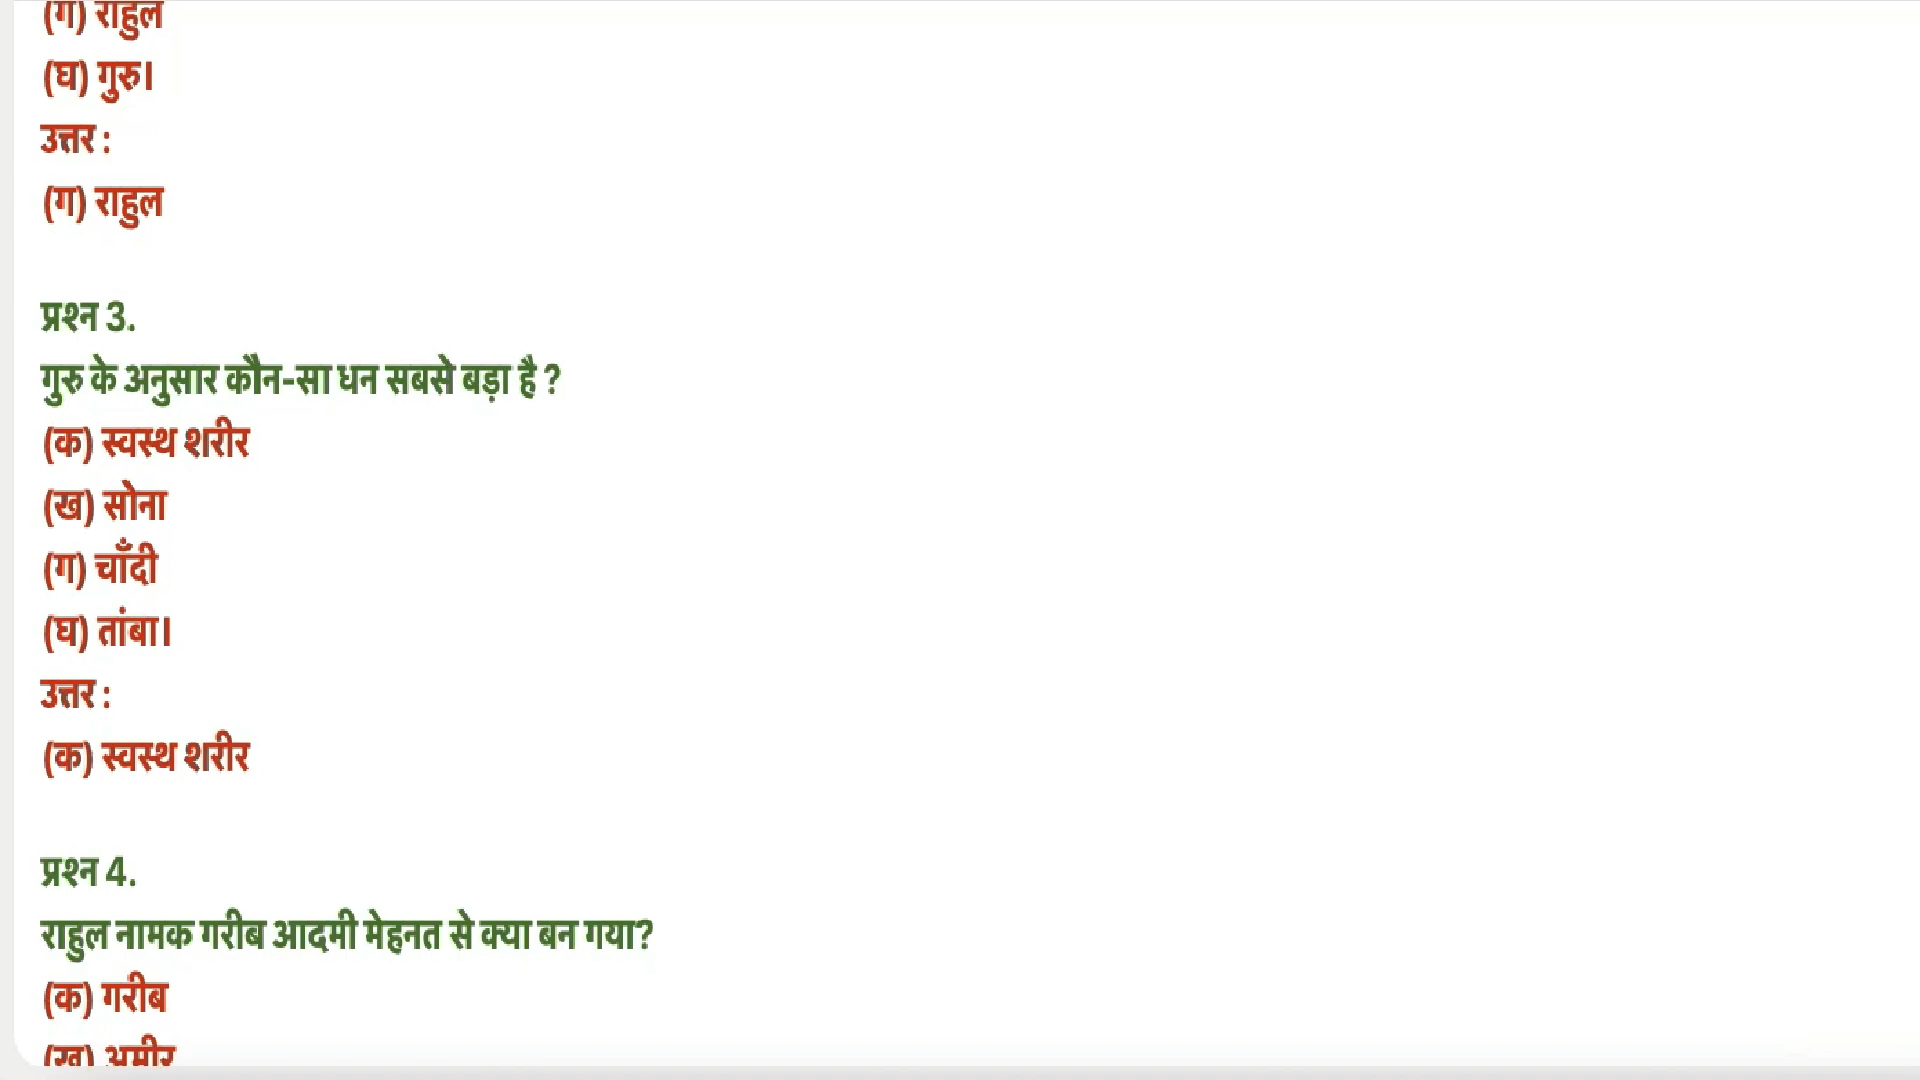 (ग) राहुल
(घ) गुरु।
उत्तर :
(ग) राहुल
प्रश्न 3.
गुरु के अनुसार कौन-सा धन सबसे बड़ा है ?
(क) स्वस्थ शरीर
(ख) सोना
(ग) चाँदी
(घ) तांबा।
उत्तर :
(क) स्वस्थ शरीर
प्रश्न 4.
राहुल नामक गरीब आदमी मेहनत से क्या बन गया?
(क) गरीब
(ख) अमीर